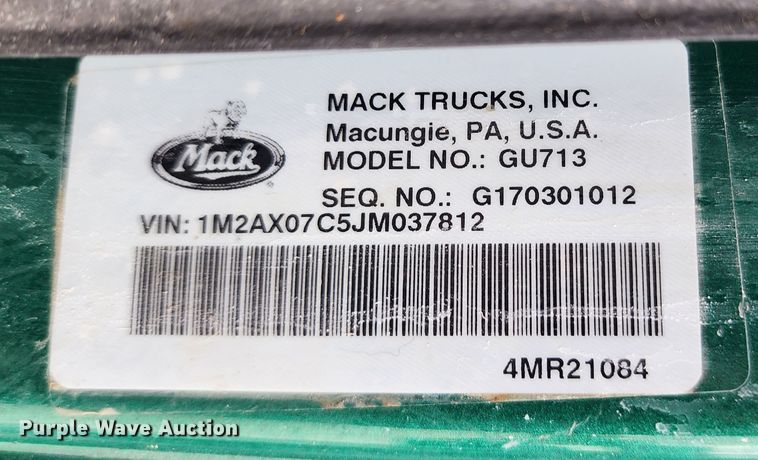 MACK TRUCKS, INC.
Macungie, PA, U.S.A.
MODEL NO.: GU713
Mack
SEQ. NO.: G170301012
VIN: 1M2AX07C5JM037812
4MR21084
Purple Wave Auction